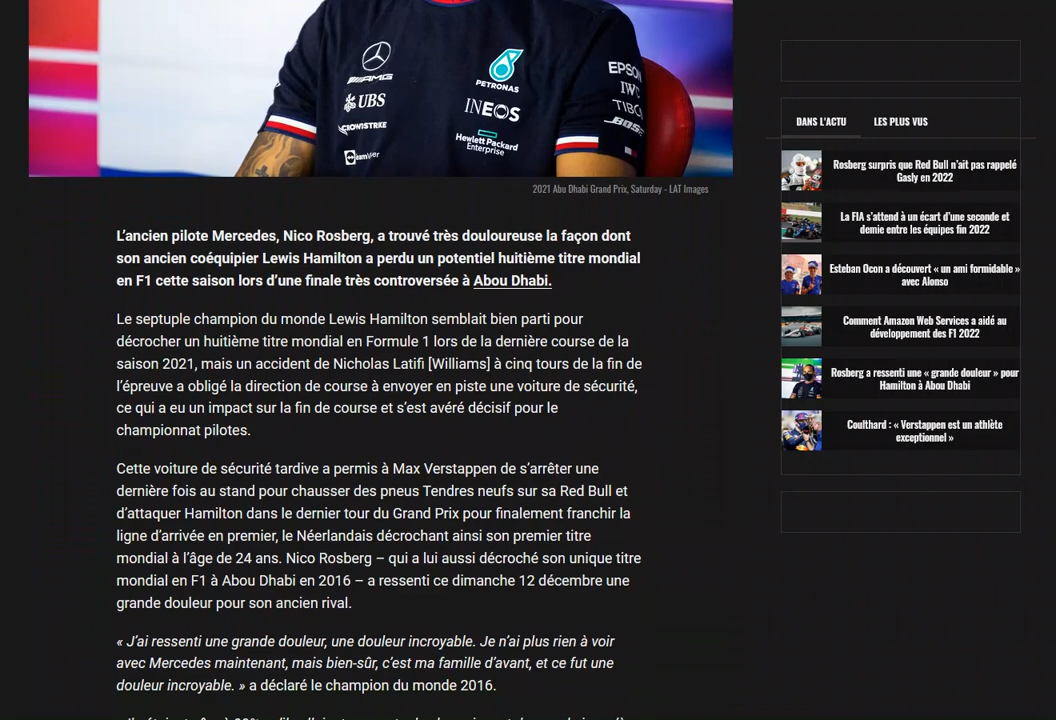 AMG
UBS
CROWDSTRIKE
TeamViewer
PETRONAS
INEOS
Hewlett Packard
Enterprise
EPSON
IWC
BOSE
2021 Abu Dhabi Grand Prix, Saturday - LAT Images
L’ancien pilote Mercedes, Nico Rosberg, a trouvé très douloureuse la façon dont
son ancien coéquipier Lewis Hamilton a perdu un potentiel huitième titre mondial
en F1 cette saison lors d’une finale très controversée à Abou Dhabi.
Le septuple champion du monde Lewis Hamilton semblait bien parti pour
décrocher un huitième titre mondial en Formule 1 lors de la dernière course de la
saison 2021, mais un accident de Nicholas Latifi [Williams] à cinq tours de la fin de
l’épreuve a obligé la direction de course à envoyer en piste une voiture de sécurité,
ce qui a eu un impact sur la fin de course et s’est avéré décisif pour le
championnat pilotes.
Cette voiture de sécurité tardive a permis à Max Verstappen de s’arrêter une
dernière fois au stand pour chausser des pneus Tendres neufs sur sa Red Bull et
d’attaquer Hamilton dans le dernier tour du Grand Prix pour finalement franchir la
ligne d’arrivée en premier, le Néerlandais décrochant ainsi son premier titre
mondial à l’âge de 24 ans. Nico Rosberg – qui a lui aussi décroché son unique titre
mondial en F1 à Abou Dhabi en 2016 – a ressenti ce dimanche 12 décembre une
grande douleur pour son ancien rival.
« J’ai ressenti une grande douleur, une douleur incroyable. Je n’ai plus rien à voir
avec Mercedes maintenant, mais bien-sûr, c’est ma famille d’avant, et ce fut une
douleur incroyable. » a déclaré le champion du monde 2016.
DANS L'ACTU
LES PLUS VUS
Rosberg surpris que Red Bull n’ait pas rappelé
Gasly en 2022
La FIA s’attend à un écart d’une seconde et
demie entre les équipes fin 2022
Esteban Ocon a découvert « un ami formidable »
avec Alonso
Comment Amazon Web Services a aidé au
développement des F1 2022
Rosberg a ressenti une « grande douleur » pour
Hamilton à Abou Dhabi
Coulthard : « Verstappen est un athlète
exceptionnel »